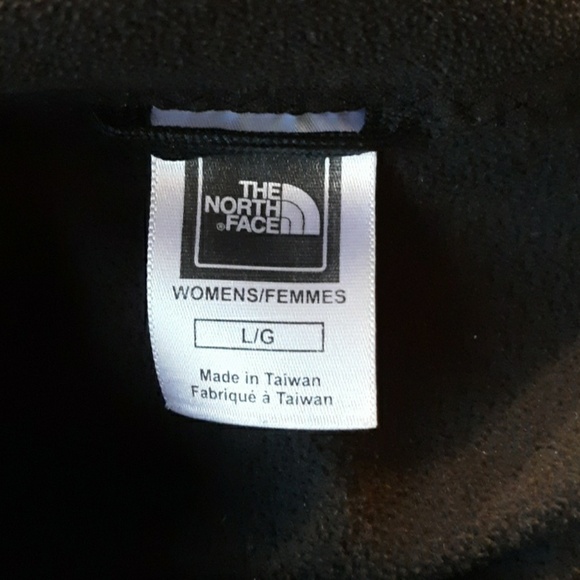 THE
NORTH
®FACE
WOMENS/FEMMES
L/G
Made in Taiwan
Fabriqué à Taiwan